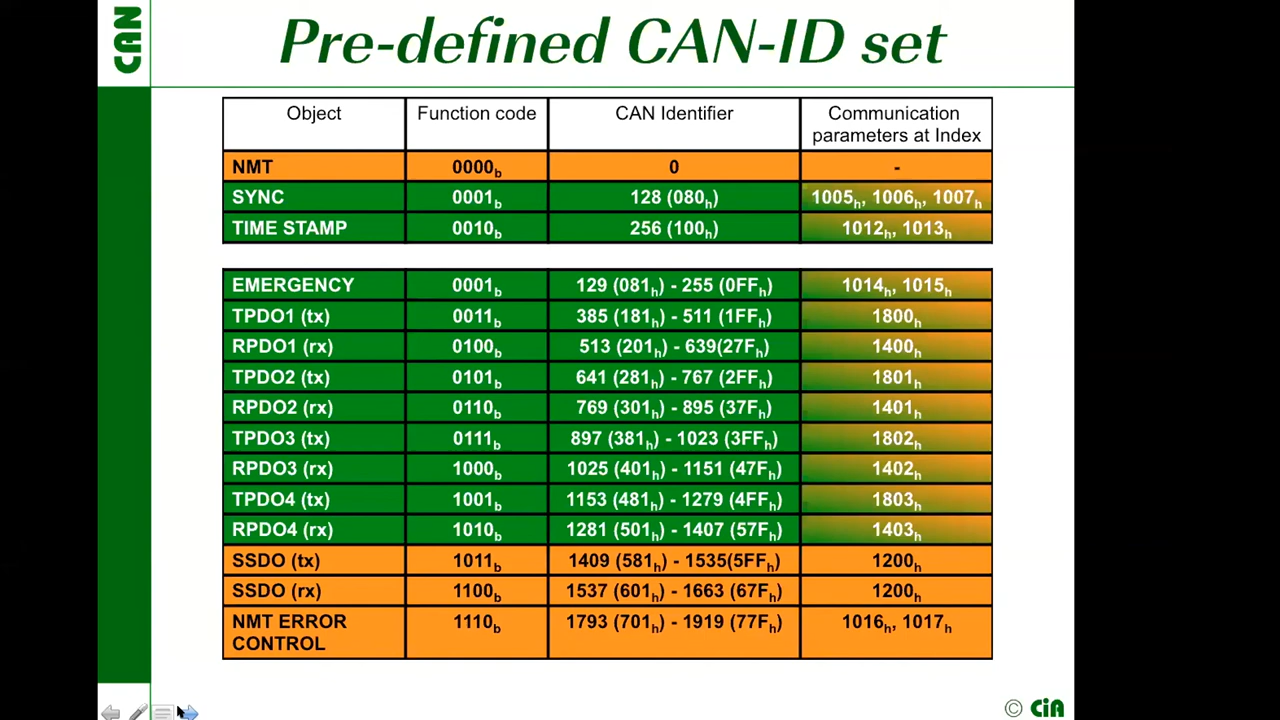 CAN
Pre-defined CAN-ID set
Object Function code CAN Identifier Communication parameters at Index
NMT 0000b 0 -
SYNC 0001b 128 (080h) 1005h, 1006h, 1007h
TIME STAMP 0010b 256 (100h) 1012h, 1013h
EMERGENCY 0001b 129 (081h) - 255 (0FFh) 1014h, 1015h
TPDO1 (tx) 0011b 385 (181h) - 511 (1FFh) 1800h
RPDO1 (rx) 0100b 513 (201h) - 639(27Fh) 1400h
TPDO2 (tx) 0101b 641 (281h) - 767 (2FFh) 1801h
RPDO2 (rx) 0110b 769 (301h) - 895 (37Fh) 1401h
TPDO3 (tx) 0111b 897 (381h) - 1023 (3FFh) 1802h
RPDO3 (rx) 1000b 1025 (401h) - 1151 (47Fh) 1402h
TPDO4 (tx) 1001b 1153 (481h) - 1279 (4FFh) 1803h
RPDO4 (rx) 1010b 1281 (501h) - 1407 (57Fh) 1403h
SSDO (tx) 1011b 1409 (581h) - 1535(5FFh) 1200h
SSDO (rx) 1100b 1537 (601h) - 1663 (67Fh) 1200h
NMT ERROR CONTROL 1110b 1793 (701h) - 1919 (77Fh) 1016h, 1017h
© CiA